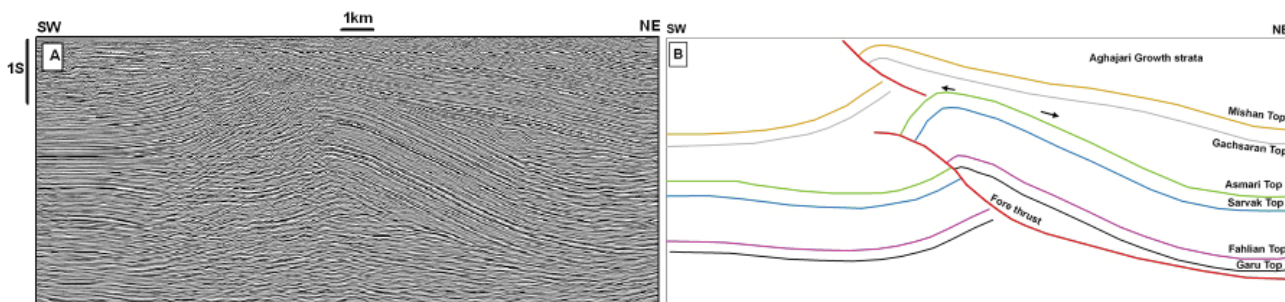 SW
1km
NE
1S
A
SW
NE
B
Aghajari Growth strata
Mishan Top
Gachsaran Top
Asmari Top
Sarvak Top
Fore thrust
Fahlian Top
Garu Top